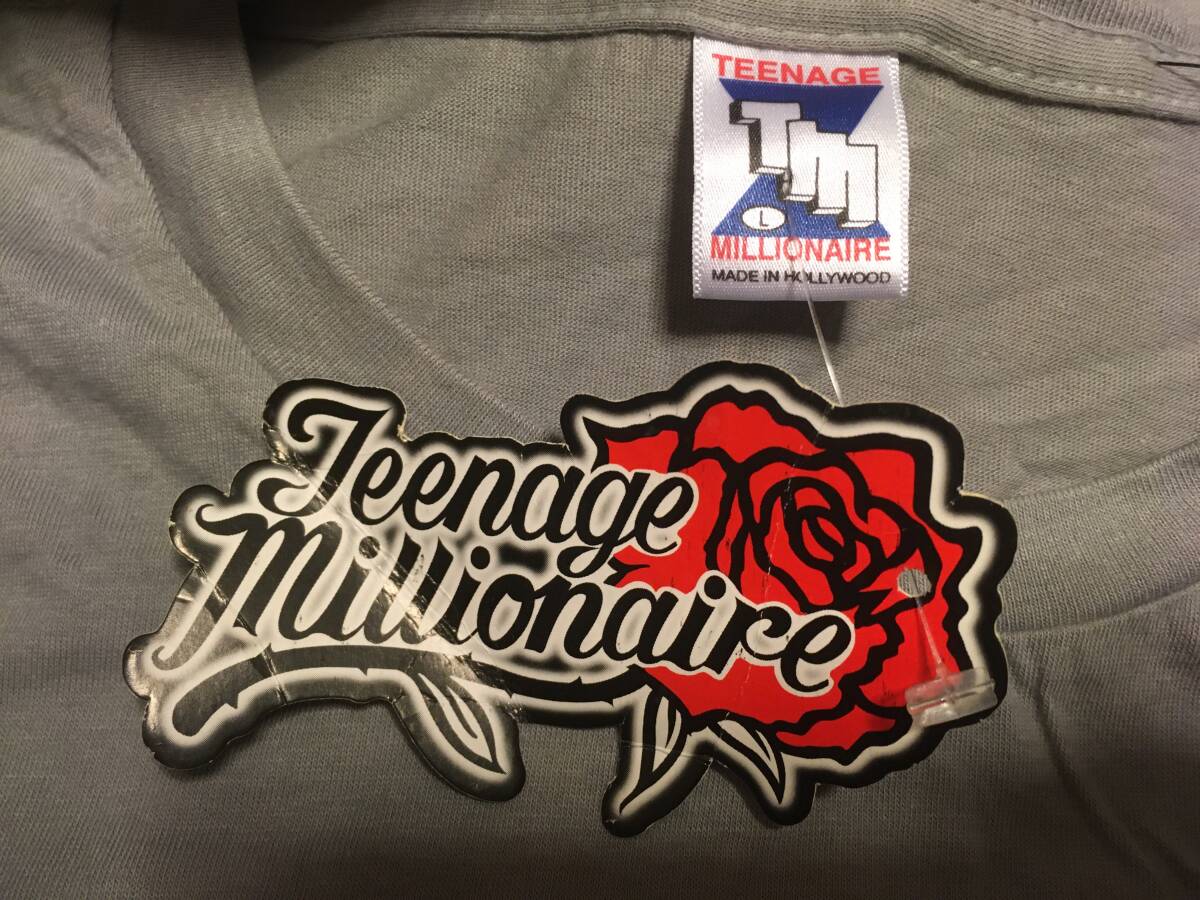 TEENAGE
TM
L
MILLIONAIRE
MADE IN HOLLYWOOD
Teenage
Millionaire